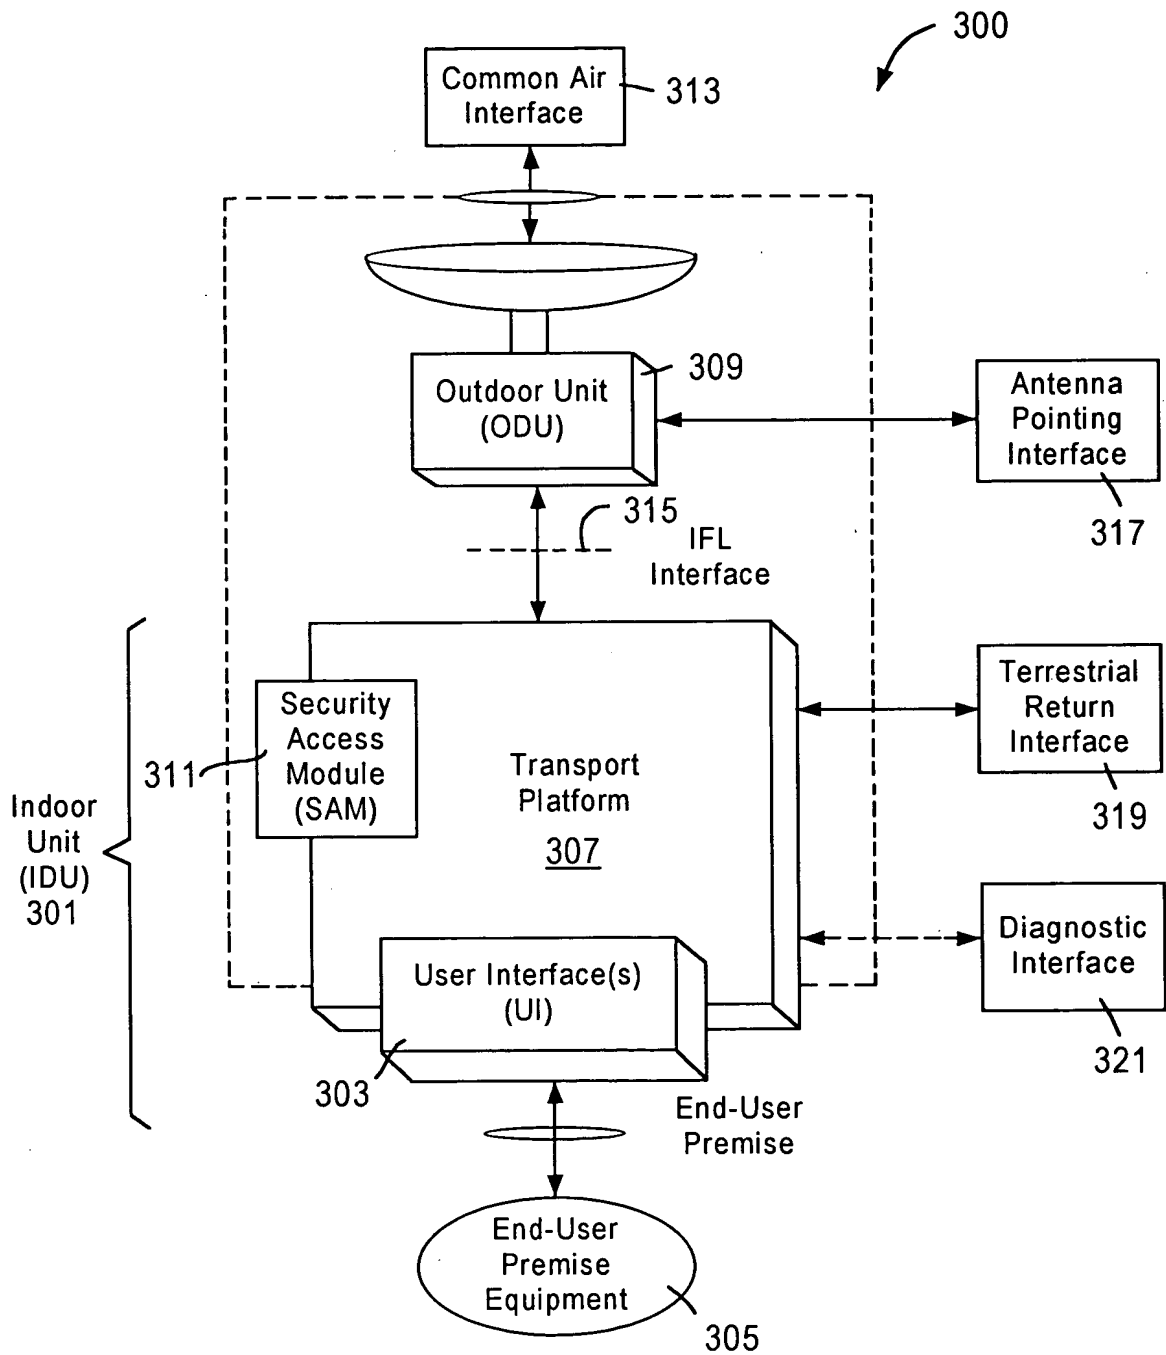 300
Common Air
Interface
313
309
Outdoor Unit
(ODU)
Antenna
Pointing
Interface
317
315
IFL
Interface
Security
Access
Module
(SAM)
311
Transport
Platform
307
Terrestrial
Return
Interface
319
Indoor
Unit
(IDU)
301
Diagnostic
Interface
321
User Interface(s)
(UI)
303
End-User
Premise
End-User
Premise
Equipment
305